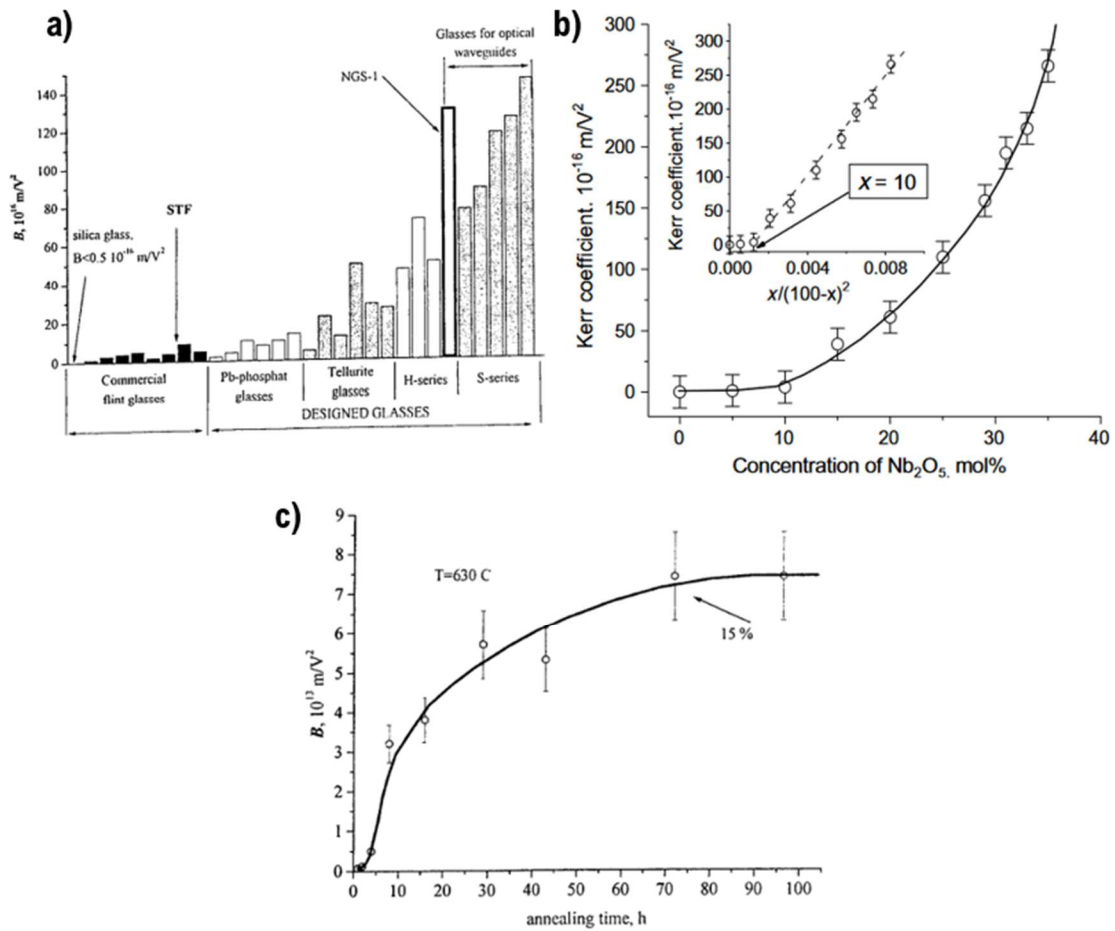 a)
Glasses for optical
waveguides
NGS-1
140
120
100
80
60
40
20
0
B, 10¹⁶ m/V²
silica glass,
B<0.5 10⁻¹⁶ m/V²
STF
Commercial
flint glasses
Pb-phosphat
glasses
Tellurite
glasses
H-series
S-series
DESIGNED GLASSES
b)
300
250
200
150
100
50
0
Kerr coefficient. 10⁻¹⁶ m/V²
300
250
200
150
100
50
0
Kerr coefficient. 10⁻¹⁶ m/V²
x = 10
0.000 0.004 0.008
x/(100-x)²
0 10 20 30 40
Concentration of Nb₂O₅, mol%
c)
9
8
7
6
5
4
3
2
1
0
B, 10¹³ m/V²
T=630 C
15 %
0 10 20 30 40 50 60 70 80 90 100
annealing time, h